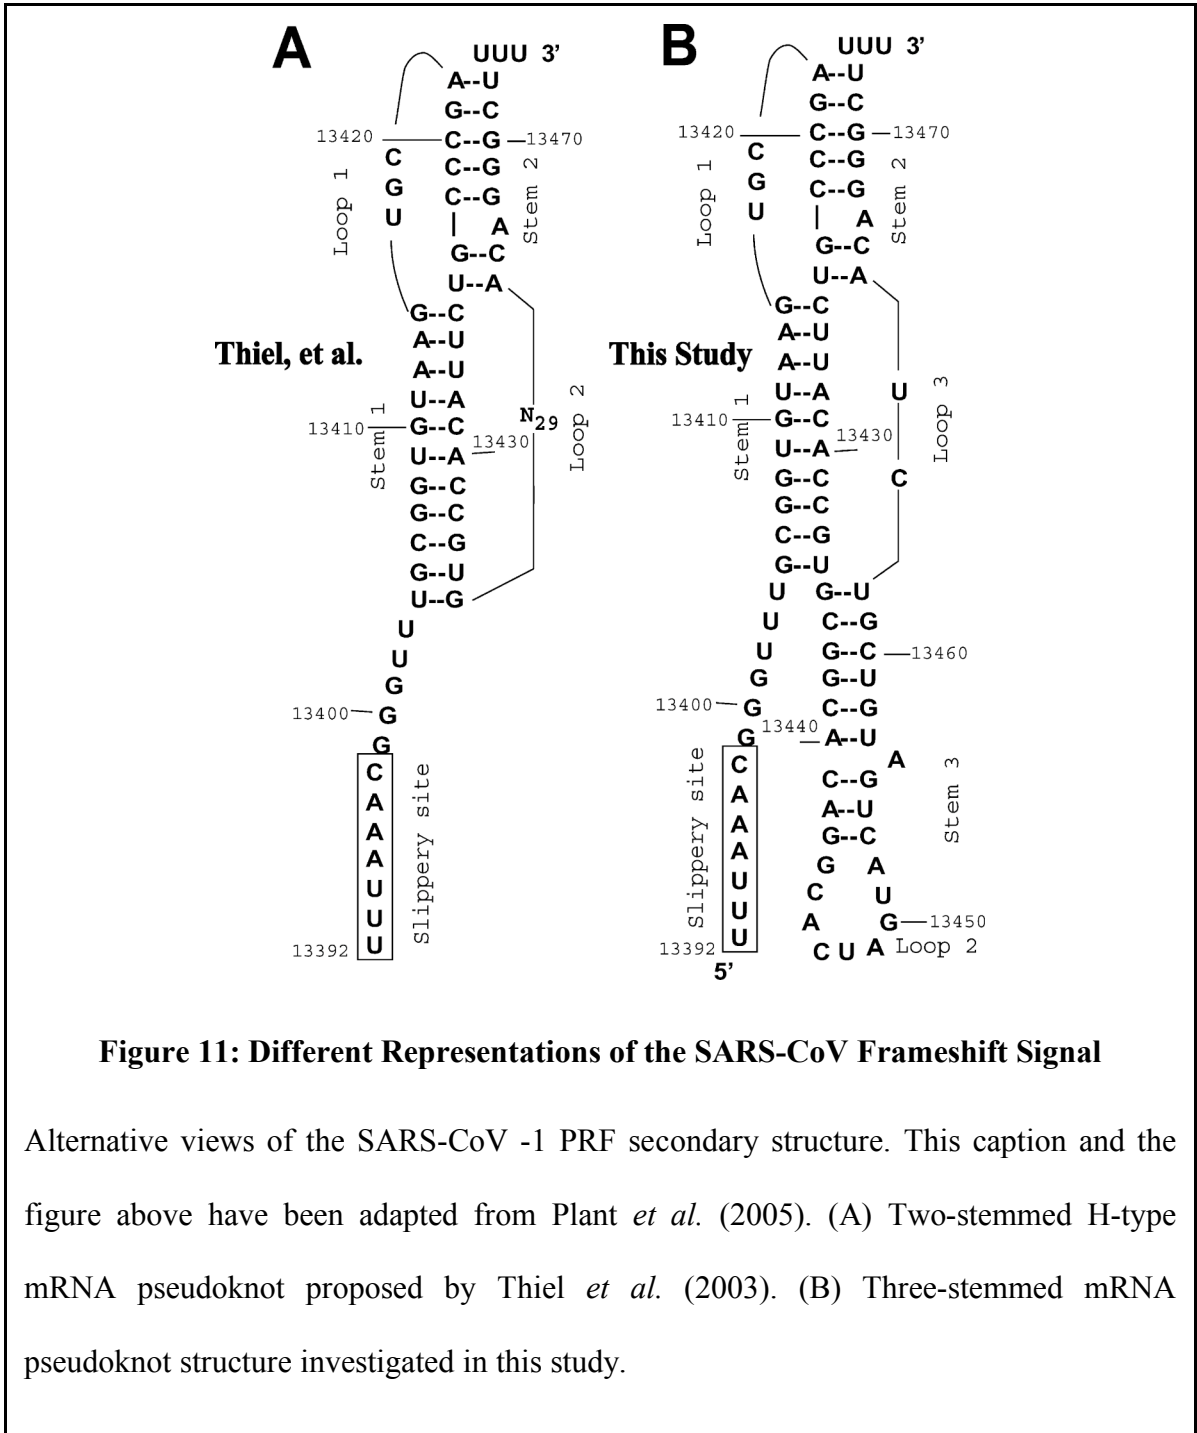 A
UUU 3'
A--U
G--C
13420
C--G
13470
C--G
C--G
A
G--C
U--A
C
G
U
Loop 1
Stem 2
G--C
A--U
A--U
U--A
13410
G--C
U--A
13430
G--C
G--C
C--G
G--U
U--G
Stem 1
Thiel, et al.
N29
Loop 2
U
U
G
13400
G
G
C
A
A
A
U
U
13392
U
Slippery site
B
UUU 3'
A--U
G--C
13420
C--G
13470
C--G
C--G
A
G--C
U--A
C
G
U
Loop 1
Stem 2
G--C
A--U
A--U
U--A
13410
G--C
U--A
13430
G--C
G--C
C--G
G--U
Stem 1
This Study
U
C
Loop 3
U
U
U
G
13400
G
G
C
A
A
A
U
U
13392
U
5'
Slippery site
G--U
C--G
G--C
13460
G--U
C--G
13440
A--U
A
C--G
A--U
G--C
Stem 3
G
A
C
U
A
G
13450
C U A
Loop 2
Figure 11: Different Representations of the SARS-CoV Frameshift Signal
Alternative views of the SARS-CoV -1 PRF secondary structure. This caption and the
figure above have been adapted from Plant et al. (2005). (A) Two-stemmed H-type
mRNA pseudoknot proposed by Thiel et al. (2003). (B) Three-stemmed mRNA
pseudoknot structure investigated in this study.